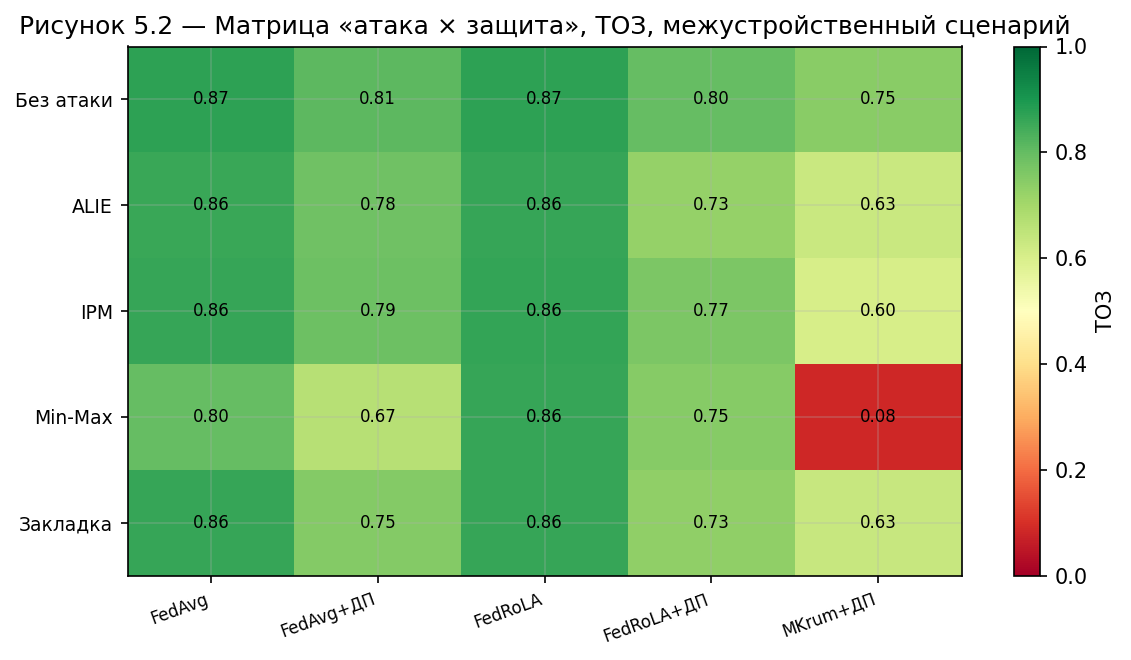 Рисунок 5.2 — Матрица «атака × защита», ТОЗ, межустройственный сценарий
Без атаки 0.87 0.81 0.87 0.80 0.75
ALIE 0.86 0.78 0.86 0.73 0.63
IPM 0.86 0.79 0.86 0.77 0.60
Min-Max 0.80 0.67 0.86 0.75 0.08
Закладка 0.86 0.75 0.86 0.73 0.63
FedAvg FedAvg+ДП FedRoLA FedRoLA+ДП MKrum+ДП
1.0
0.8
0.6
0.4
0.2
0.0
ТОЗ